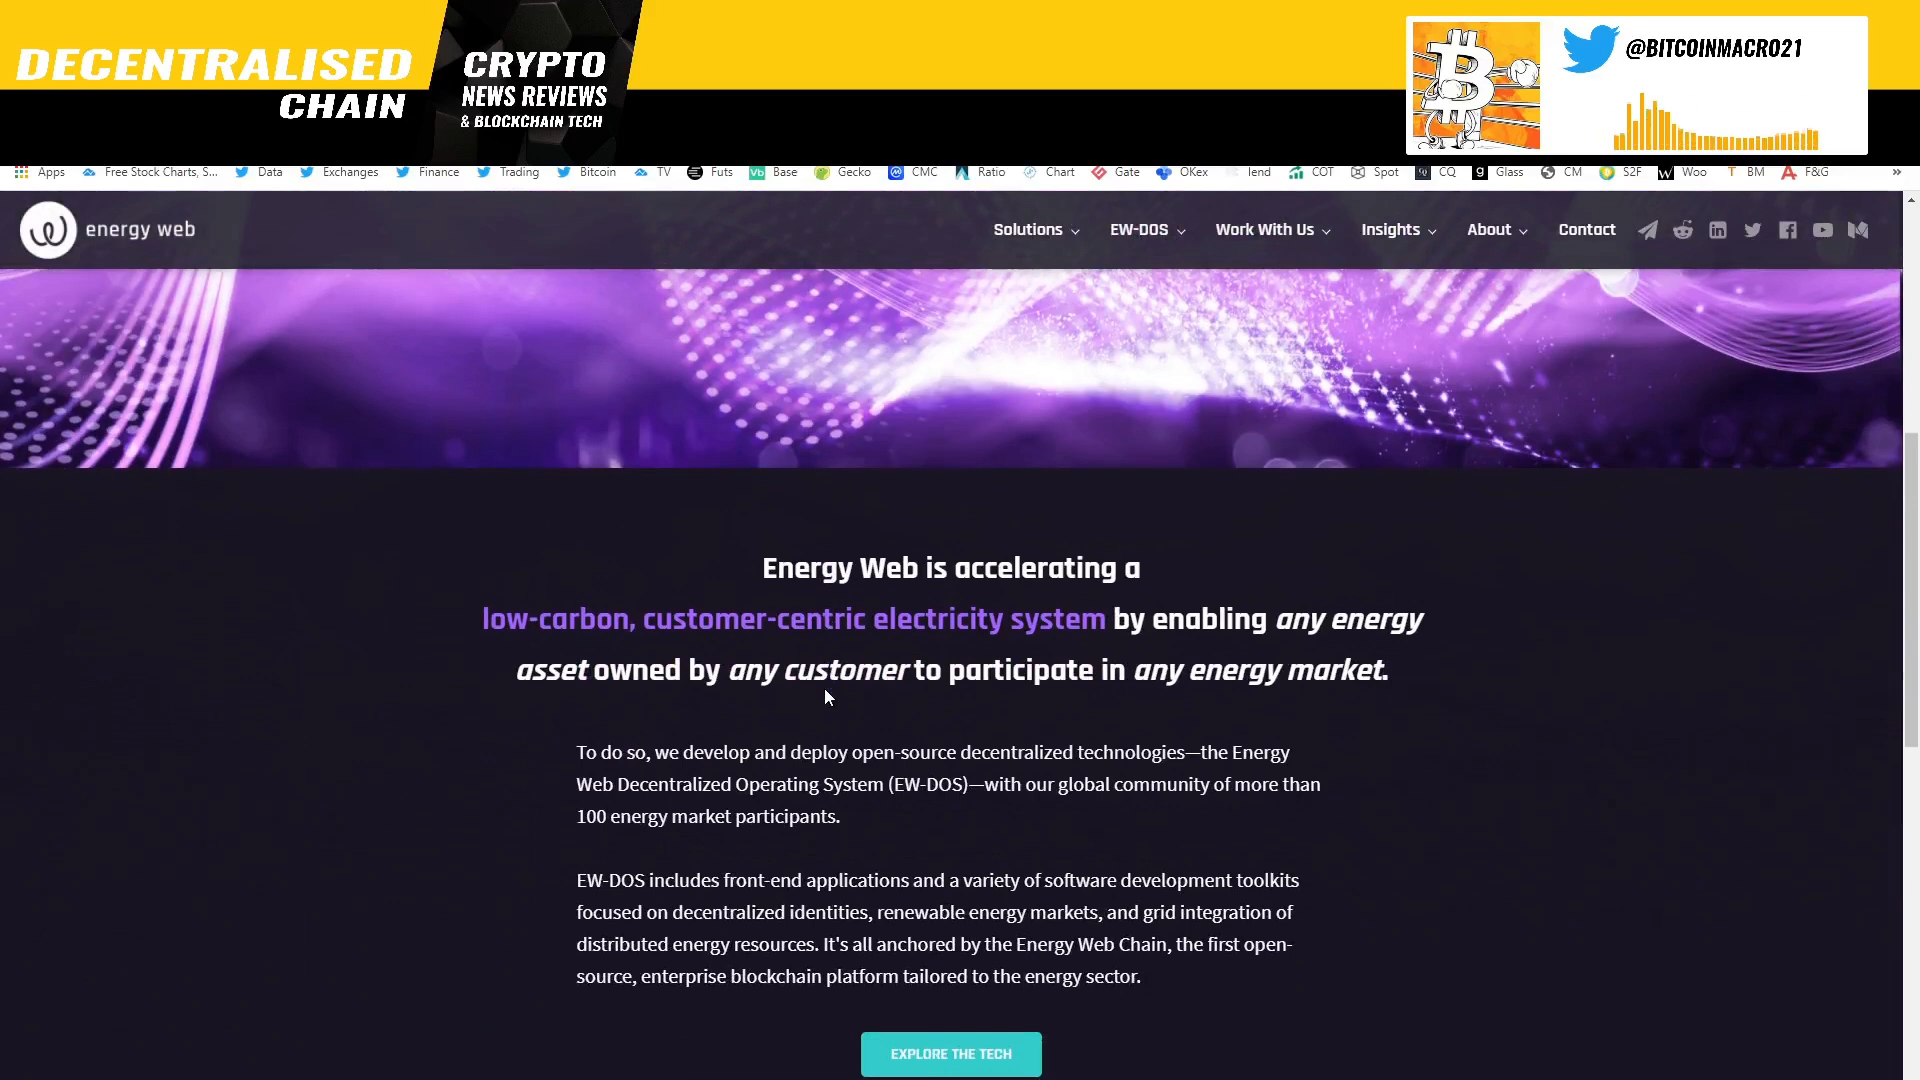 DECENTRALISED
CHAIN
CRYPTO
NEWS REVIEWS
& BLOCKCHAIN TECH
@BITCOINMACRO21
Apps Free Stock Charts, S... Data Exchanges Finance Trading Bitcoin TV Futs Base Gecko CMC Ratio Chart Gate OKex lend COT Spot CQ Glass CM S2F Woo BM F&G »
energy web Solutions EW-DOS Work With Us Insights About Contact
Energy Web is accelerating a
low-carbon, customer-centric electricity system by enabling any energy
asset owned by any customer to participate in any energy market.
To do so, we develop and deploy open-source decentralized technologies—the Energy
Web Decentralized Operating System (EW-DOS)—with our global community of more than
100 energy market participants.
EW-DOS includes front-end applications and a variety of software development toolkits
focused on decentralized identities, renewable energy markets, and grid integration of
distributed energy resources. It's all anchored by the Energy Web Chain, the first open-
source, enterprise blockchain platform tailored to the energy sector.
EXPLORE THE TECH